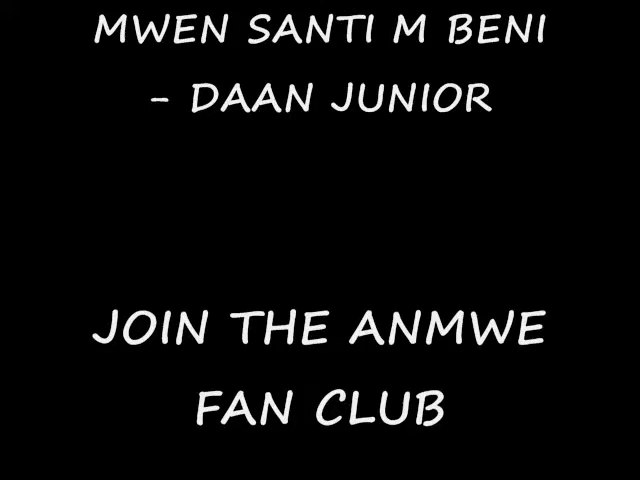 MWEN SANTI M BENI
- DAAN JUNIOR
JOIN THE ANMWE
FAN CLUB